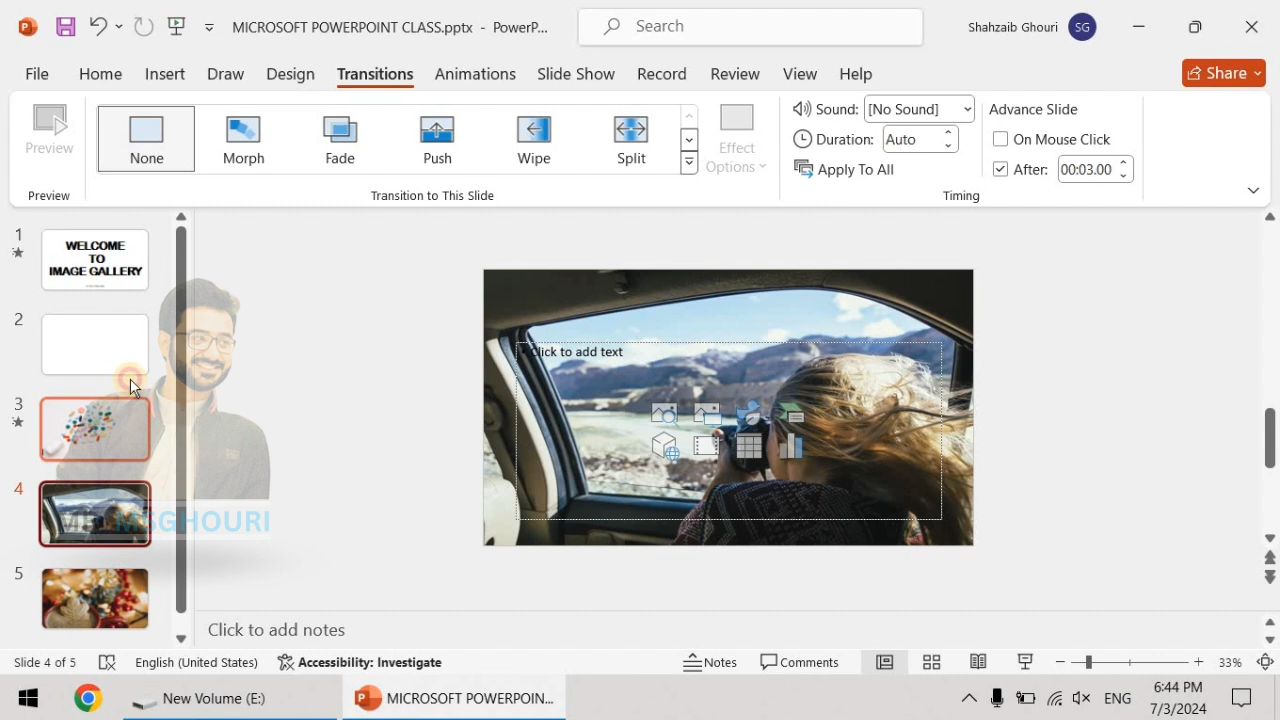 MICROSOFT POWERPOINT CLASS.pptx - PowerP...
Search
Shahzaib Ghouri
SG
File
Home
Insert
Draw
Design
Transitions
Animations
Slide Show
Record
Review
View
Help
Share
Preview
None
Morph
Fade
Push
Wipe
Split
Effect
Options
Sound:
[No Sound]
Duration:
Auto
Apply To All
Advance Slide
On Mouse Click
After:
00:03.00
Preview
Transition to This Slide
Timing
1
WELCOME
TO
IMAGE GALLERY
2
3
4
5
MSGHOURI
• Click to add text
Click to add notes
Slide 4 of 5
English (United States)
Accessibility: Investigate
Notes
Comments
33%
New Volume (E:)
MICROSOFT POWERPOIN...
ENG
6:44 PM
7/3/2024